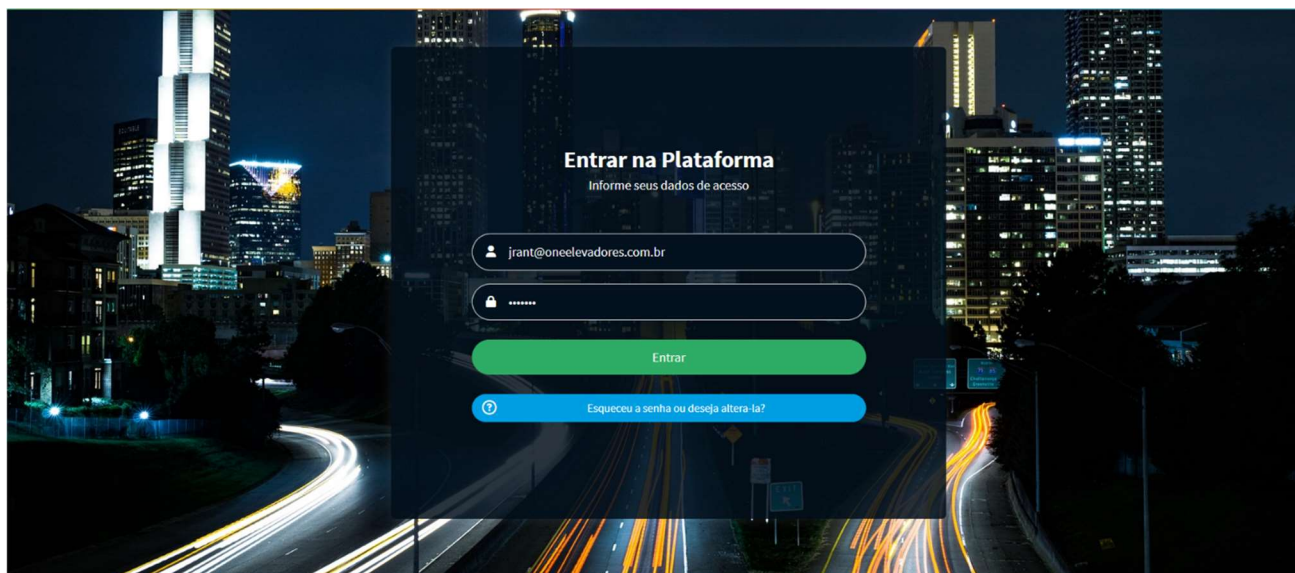 Entrar na Plataforma
Informe seus dados de acesso
jrant@oneelevadores.com.br
•••••••
Entrar
Esqueceu a senha ou deseja altera-la?